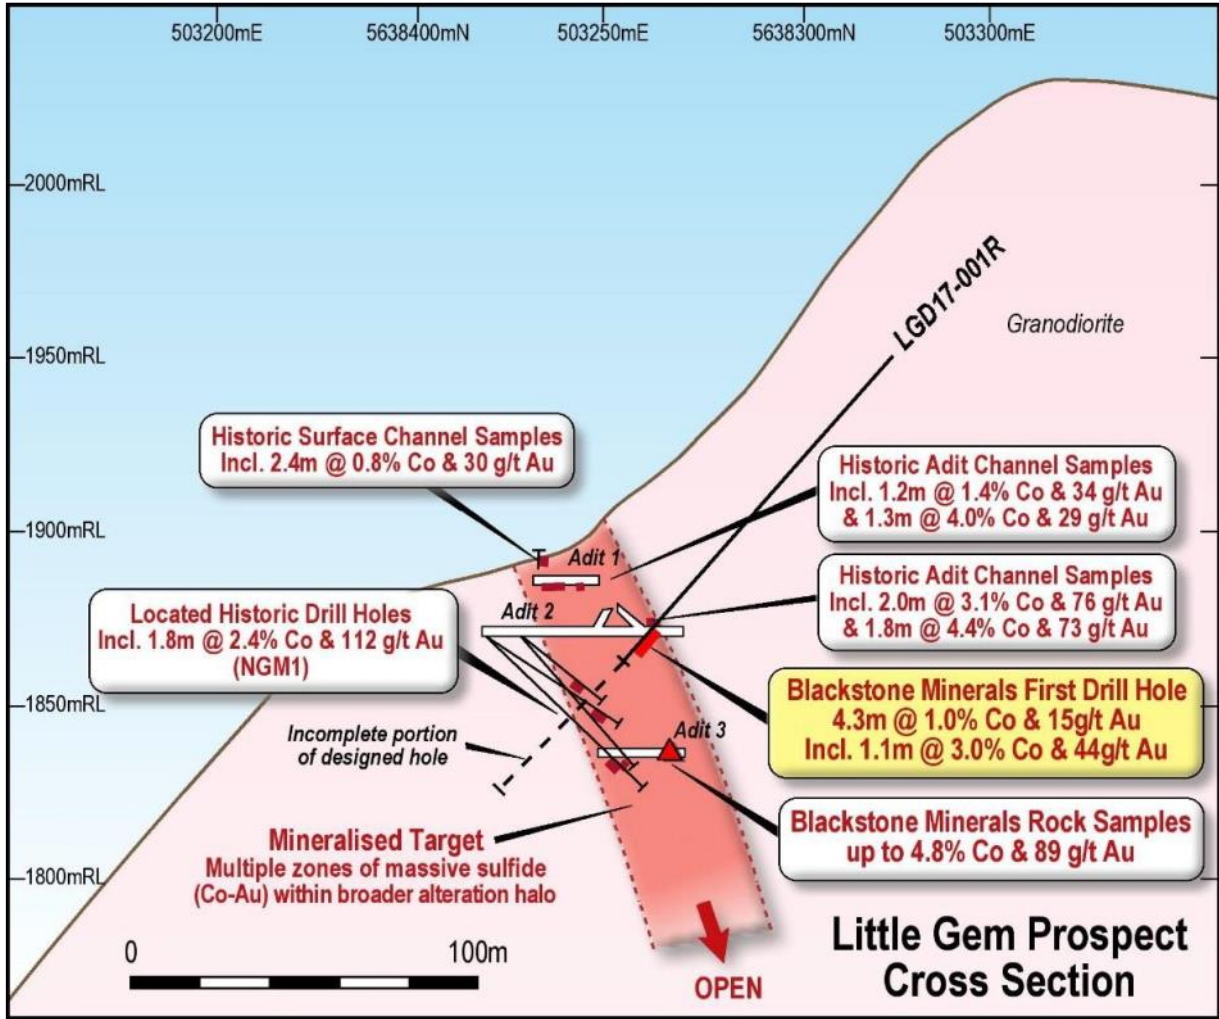 503200mE
5638400mN
503250mE
5638300mN
503300mE
2000mRL
1950mRL
1900mRL
1850mRL
1800mRL
LGD17-001R
Granodiorite
Historic Surface Channel Samples
Incl. 2.4m @ 0.8% Co & 30 g/t Au
Historic Adit Channel Samples
Incl. 1.2m @ 1.4% Co & 34 g/t Au
& 1.3m @ 4.0% Co & 29 g/t Au
Adit 1
Historic Adit Channel Samples
Incl. 2.0m @ 3.1% Co & 76 g/t Au
& 1.8m @ 4.4% Co & 73 g/t Au
Adit 2
Located Historic Drill Holes
Incl. 1.8m @ 2.4% Co & 112 g/t Au
(NGM1)
Blackstone Minerals First Drill Hole
4.3m @ 1.0% Co & 15g/t Au
Incl. 1.1m @ 3.0% Co & 44g/t Au
Incomplete portion
of designed hole
Adit 3
Blackstone Minerals Rock Samples
up to 4.8% Co & 89 g/t Au
Mineralised Target
Multiple zones of massive sulfide
(Co-Au) within broader alteration halo
0
100m
OPEN
Little Gem Prospect
Cross Section